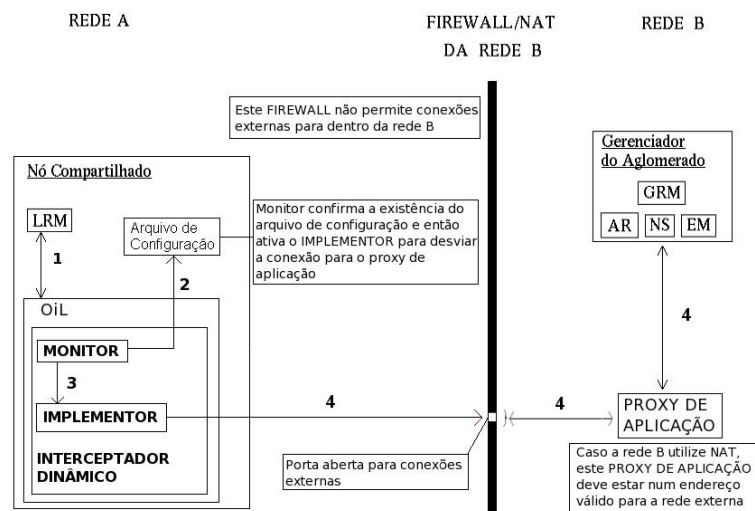 REDE A
FIREWALL/NAT
DA REDE B
REDE B
Este FIREWALL não permite conexões
externas para dentro da rede B
Gerenciador
do Aglomerado
GRM
AR NS EM
Nó Compartilhado
LRM
Arquivo de
Configuração
Monitor confirma a existência do
arquivo de configuração e então
ativa o IMPLEMENTOR para desviar
a conexão para o proxy de
aplicação
1
2
OiL
MONITOR
3
IMPLEMENTOR
INTERCEPTADOR
DINÂMICO
4
4
4
PROXY DE
APLICAÇÃO
Porta aberta para conexões
externas
Caso a rede B utilize NAT,
este PROXY DE APLICAÇÃO
deve estar num endereço
válido para a rede externa